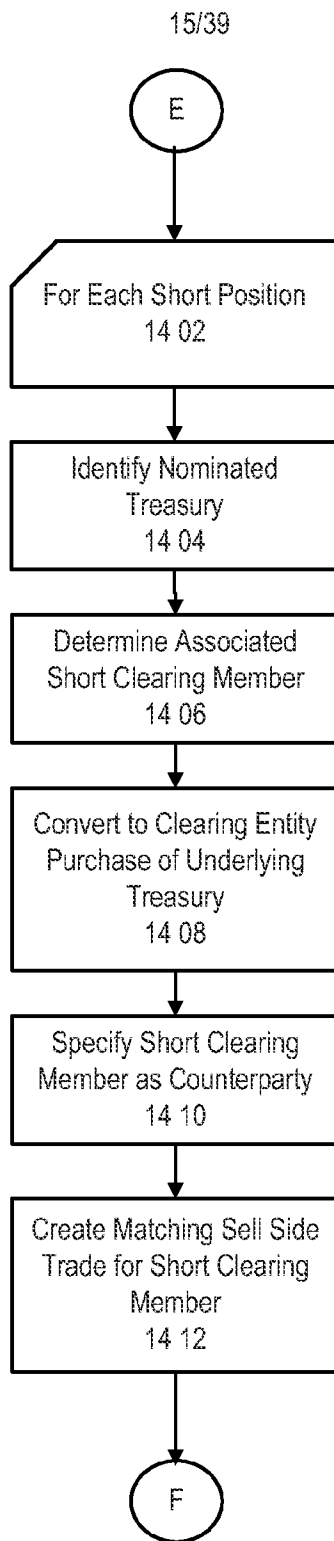 15/39
E
For Each Short Position
14 02
Identify Nominated
Treasury
14 04
Determine Associated
Short Clearing Member
14 06
Convert to Clearing Entity
Purchase of Underlying
Treasury
14 08
Specify Short Clearing
Member as Counterparty
14 10
Create Matching Sell Side
Trade for Short Clearing
Member
14 12
F